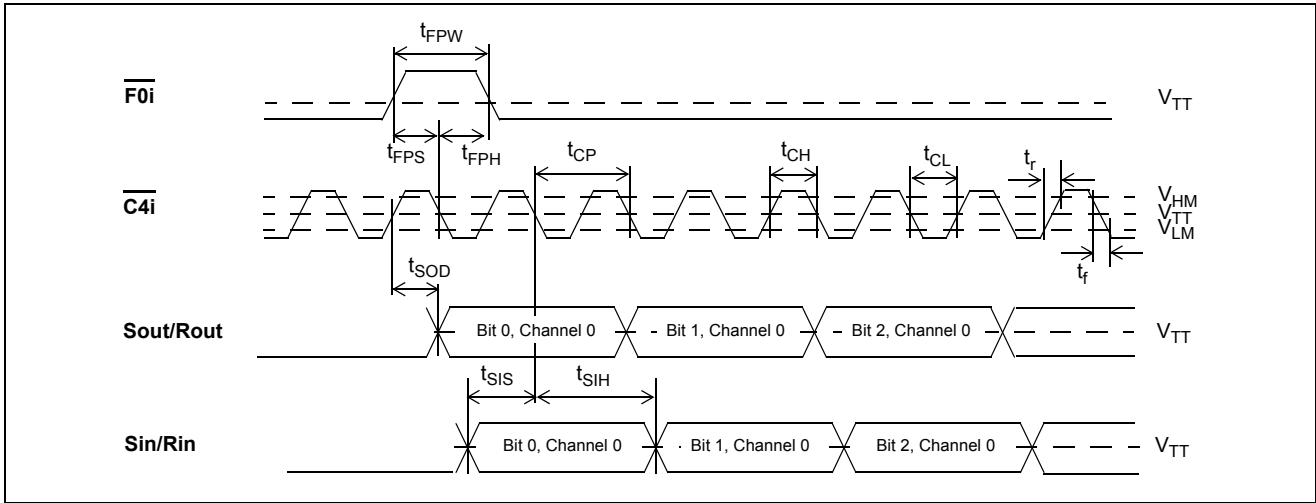 tFPW
F0i
VTT
tFPS
tFPH
tCP
tCH
tCL
tr
C4i
VHM
VTT
VLM
tSOD
tf
Sout/Rout
Bit 0, Channel 0
Bit 1, Channel 0
Bit 2, Channel 0
VTT
tSIS
tSIH
Sin/Rin
Bit 0, Channel 0
Bit 1, Channel 0
Bit 2, Channel 0
VTT